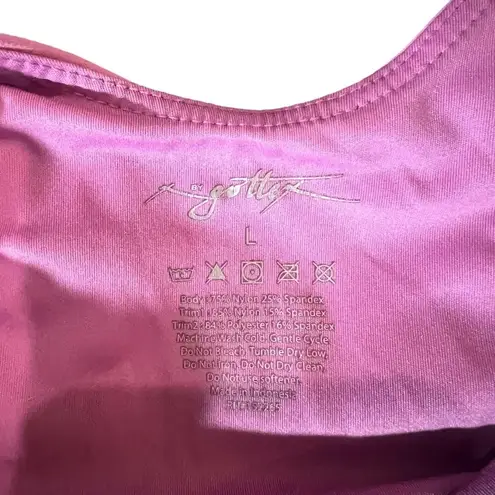 X BY gottex
L
Body : 75% Nylon 25% Spandex
Trim1 : 85% Nylon 15% Spandex
Trim2 : 84% Polyester 16% Spandex
Machine Wash Cold, Gentle Cycle,
Do Not Bleach, Tumble Dry Low,
Do Not Iron, Do Not Dry Clean,
Do Not use softener,
Made in Indonesia